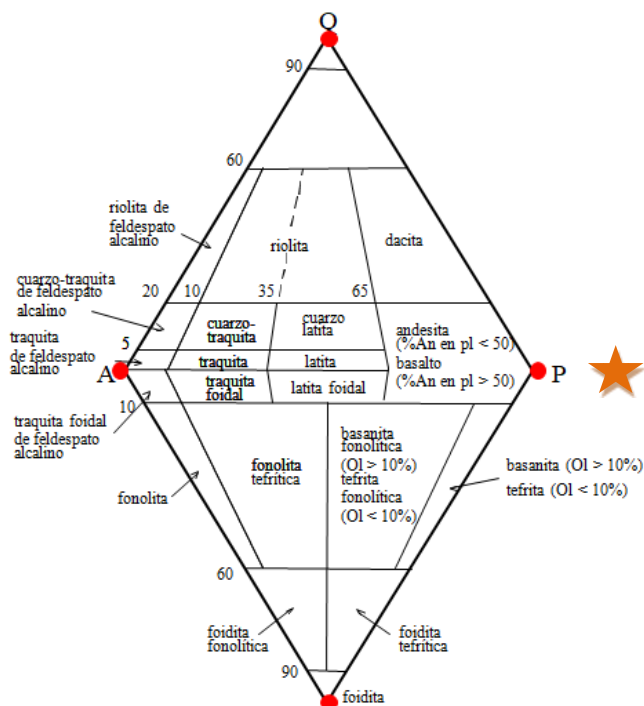 Q
90
60
riolita de
feldespato
alcalino
riolita
dacita
cuarzo-traquita
de feldespato
alcalino
20
10
35
65
cuarzo-
traquita
cuarzo
latita
andesita
(%An en pl < 50)
basalto
(%An en pl > 50)
traquita
de feldespato
alcalino
5
traquita
latita
A
P
traquita
foidal
latita foidal
10
traquita foidal
de feldespato
alcalino
fonolita
fonolita
tefrítica
basanita
fonolítica
(Ol > 10%)
tefrita
fonolítica
(Ol < 10%)
basanita (Ol > 10%)
tefrita (Ol < 10%)
60
foidita
fonolítica
foidita
tefrítica
90
foidita